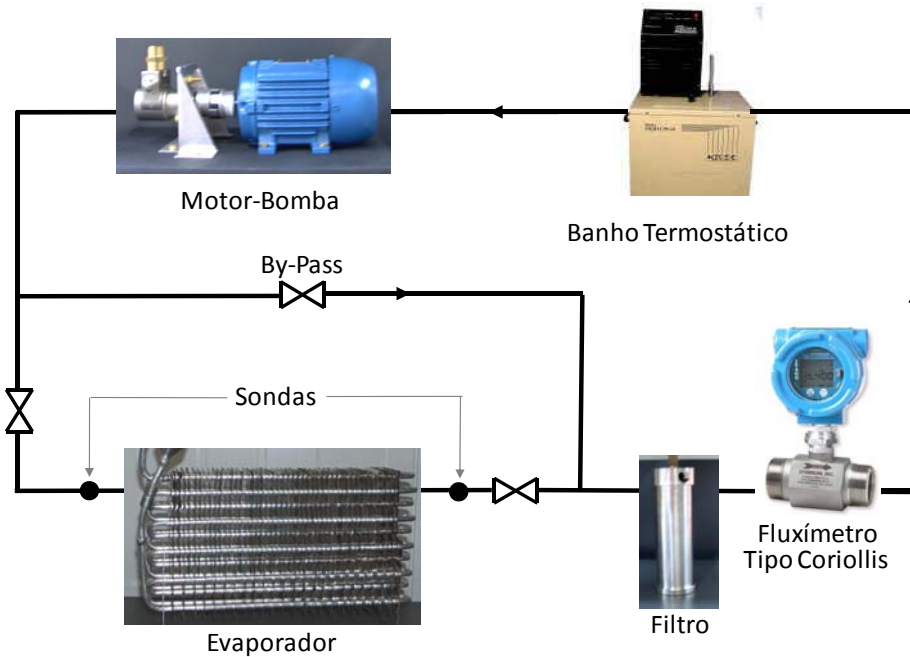 Motor-Bomba
Banho Termostático
By-Pass
Sondas
Evaporador
Filtro
Fluxímetro
Tipo Coriollis